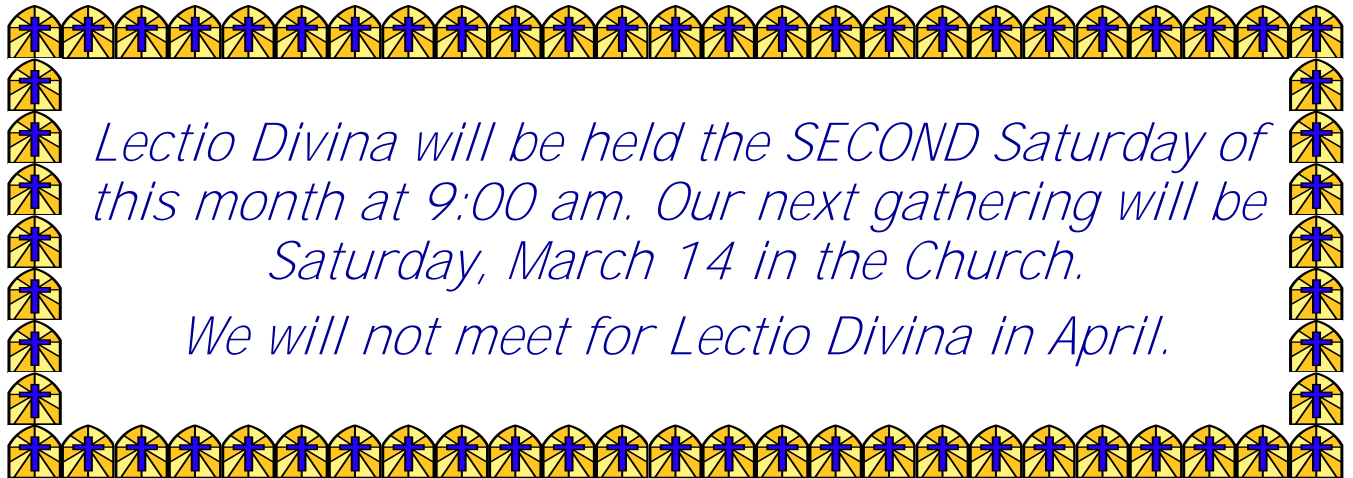 Lectio Divina will be held the SECOND Saturday of
this month at 9:00 am. Our next gathering will be
Saturday, March 14 in the Church.
We will not meet for Lectio Divina in April.